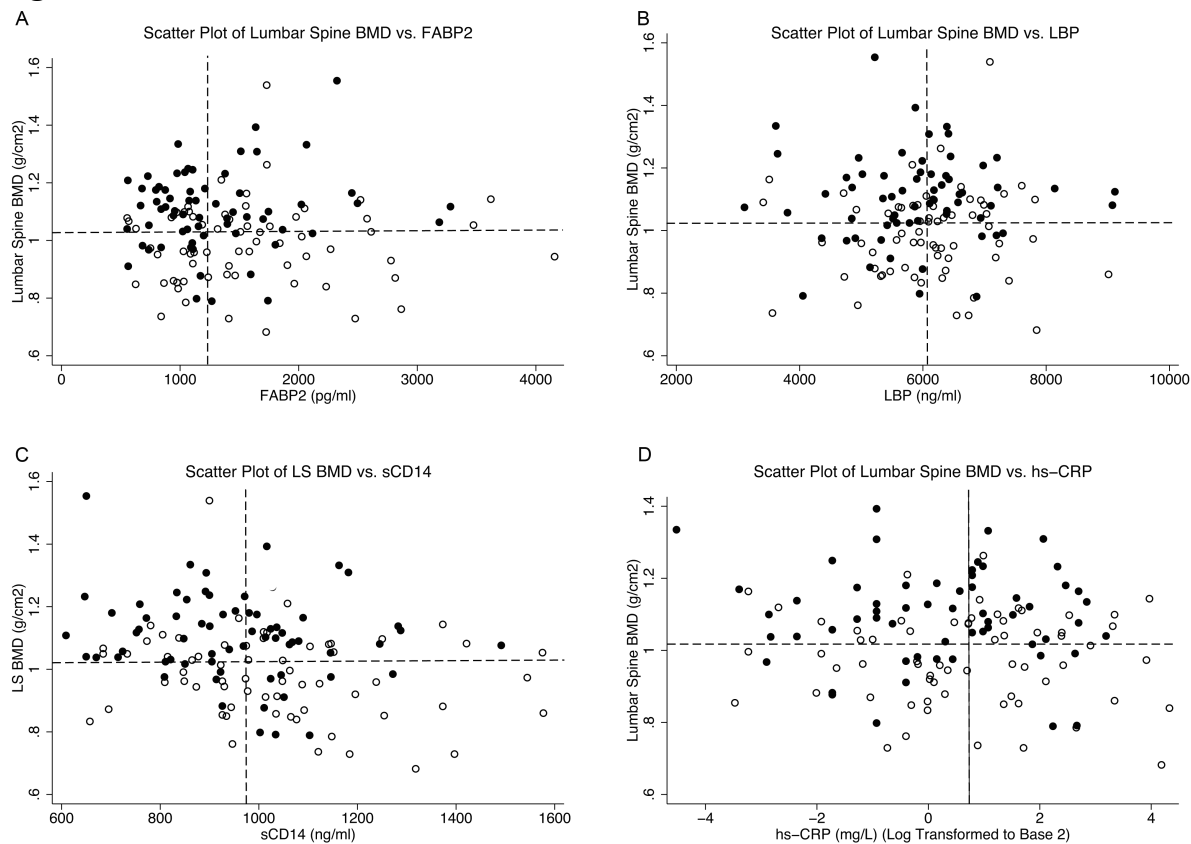 A
Scatter Plot of Lumbar Spine BMD vs. FABP2
Lumbar Spine BMD (g/cm2)
1.6
1.4
1.2
1
.8
.6
0 1000 2000 3000 4000
FABP2 (pg/ml)
B
Scatter Plot of Lumbar Spine BMD vs. LBP
Lumbar Spine BMD (g/cm2)
1.6
1.4
1.2
1
.8
.6
2000 4000 6000 8000 10000
LBP (ng/ml)
C
Scatter Plot of LS BMD vs. sCD14
LS BMD (g/cm2)
1.6
1.4
1.2
1
.8
.6
600 800 1000 1200 1400 1600
sCD14 (ng/ml)
D
Scatter Plot of Lumbar Spine BMD vs. hs−CRP
Lumbar Spine BMD (g/cm2)
1.4
1.2
1
.8
.6
−4 −2 0 2 4
hs−CRP (mg/L) (Log Transformed to Base 2)